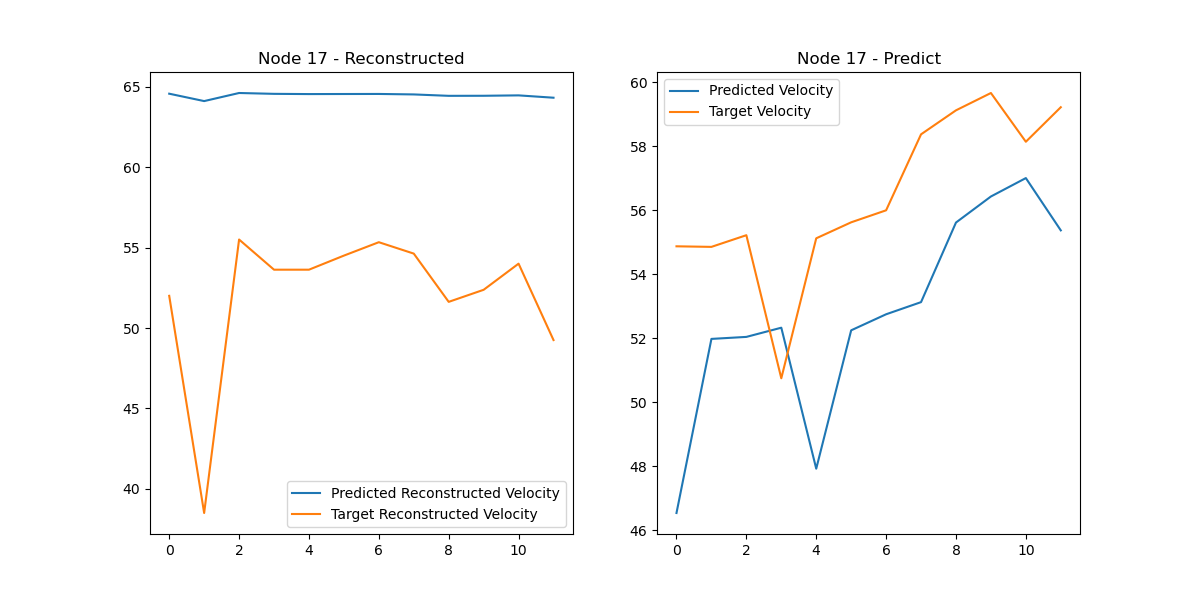 Node 17 - Reconstructed
65
60
55
50
45
40
0 2 4 6 8 10
Predicted Reconstructed Velocity
Target Reconstructed Velocity
Node 17 - Predict
Predicted Velocity
Target Velocity
60
58
56
54
52
50
48
46
0 2 4 6 8 10